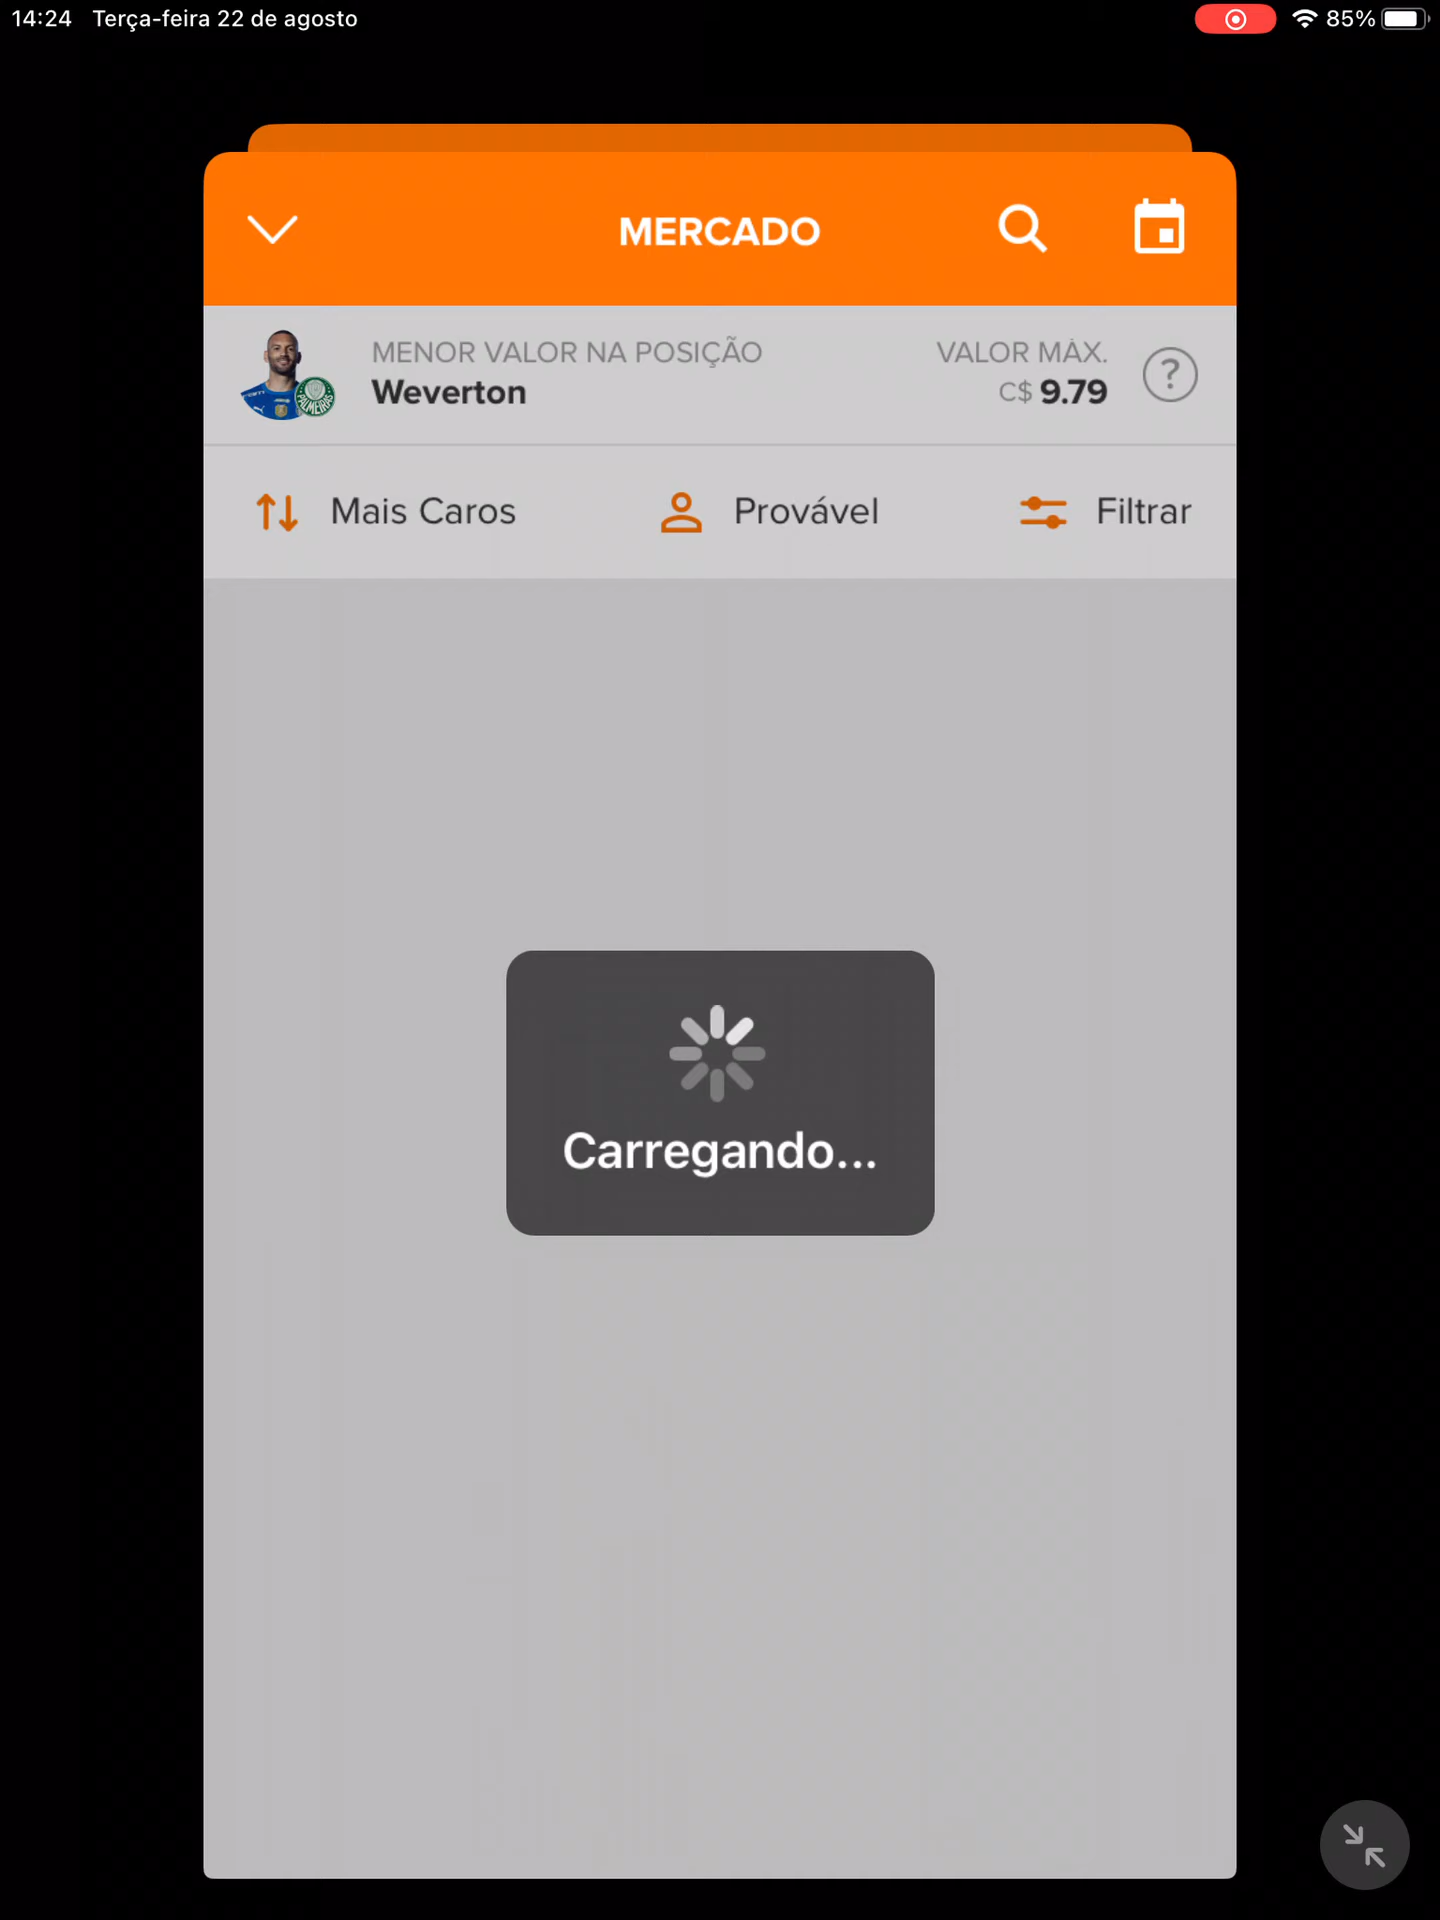 14:24 Terça-feira 22 de agosto 85%
MERCADO
MENOR VALOR NA POSIÇÃO VALOR MÁX.
Weverton C$ 9.79 ?
PALMEIRAS
Mais Caros Provável Filtrar
Carregando...